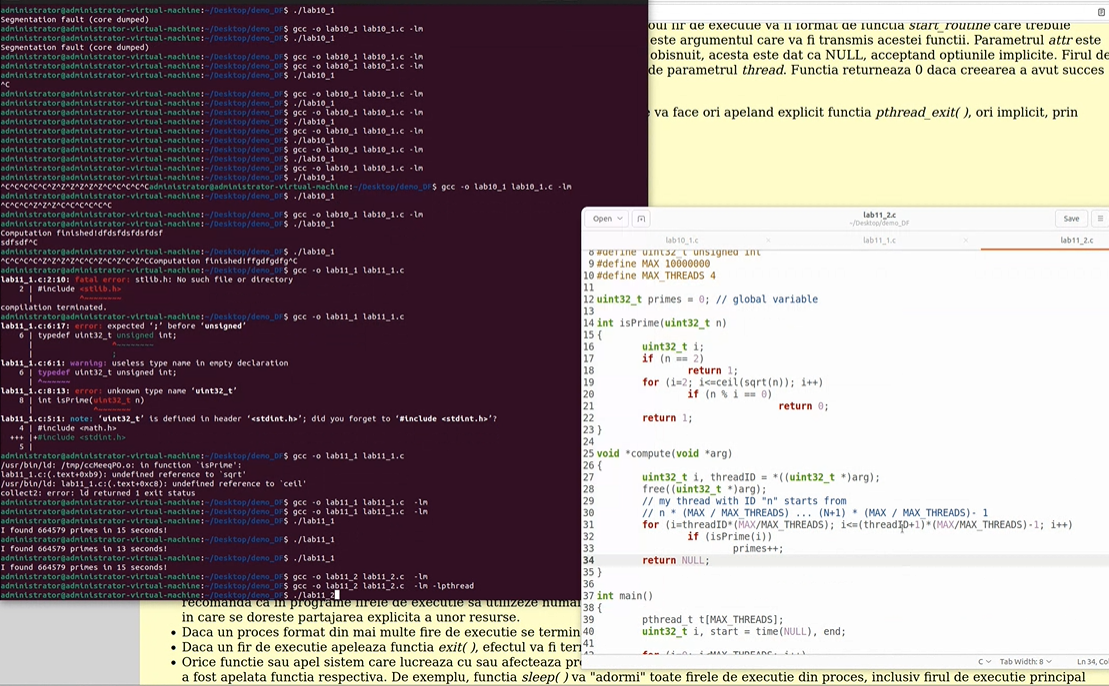 administrator@administrator-virtual-machine:~/Desktop/demo_DF$ ./lab10_1
Segmentation fault (core dumped)
administrator@administrator-virtual-machine:~/Desktop/demo_DF$ gcc -o lab10_1 lab10_1.c -lm
administrator@administrator-virtual-machine:~/Desktop/demo_DF$ ./lab10_1
Segmentation fault (core dumped)
administrator@administrator-virtual-machine:~/Desktop/demo_DF$ gcc -o lab10_1 lab10_1.c -lm
administrator@administrator-virtual-machine:~/Desktop/demo_DF$ gcc -o lab10_1 lab10_1.c -lm
administrator@administrator-virtual-machine:~/Desktop/demo_DF$ ./lab10_1
^C
administrator@administrator-virtual-machine:~/Desktop/demo_DF$ gcc -o lab10_1 lab10_1.c -lm
administrator@administrator-virtual-machine:~/Desktop/demo_DF$ ./lab10_1
administrator@administrator-virtual-machine:~/Desktop/demo_DF$ gcc -o lab10_1 lab10_1.c -lm
administrator@administrator-virtual-machine:~/Desktop/demo_DF$ ./lab10_1
administrator@administrator-virtual-machine:~/Desktop/demo_DF$ gcc -o lab10_1 lab10_1.c -lm
administrator@administrator-virtual-machine:~/Desktop/demo_DF$ ./lab10_1
administrator@administrator-virtual-machine:~/Desktop/demo_DF$ gcc -o lab10_1 lab10_1.c -lm
administrator@administrator-virtual-machine:~/Desktop/demo_DF$ ./lab10_1
administrator@administrator-virtual-machine:~/Desktop/demo_DF$ gcc -o lab10_1 lab10_1.c -lm
administrator@administrator-virtual-machine:~/Desktop/demo_DF$ ./lab10_1
^C^C^C^C^C^Z^Z^Z^Z^Z^Z^C^C^C^C^C^Cadministrator@administrator-virtual-machine:~/Desktop/demo_DF$ gcc -o lab10_1 lab10_1.c -lm
administrator@administrator-virtual-machine:~/Desktop/demo_DF$ ./lab10_1
^C^C^C^Z^Z^Z^C^C^C^C^C^C
administrator@administrator-virtual-machine:~/Desktop/demo_DF$ gcc -o lab10_1 lab10_1.c -lm
administrator@administrator-virtual-machine:~/Desktop/demo_DF$ ./lab10_1
Computation finished!dfdsfdsfdsfdsf
sdfsdf^C
administrator@administrator-virtual-machine:~/Desktop/demo_DF$ ./lab10_1
^C^C^C^C^C^C^Z^Z^Z^Z^Z^Z^Z^Z^CComputation finished!ffgdfgdfg^C
administrator@administrator-virtual-machine:~/Desktop/demo_DF$ gcc -o lab11_1 lab11_1.c
lab11_1.c:2:10: fatal error: stlib.h: No such file or directory
2 | #include <stlib.h>
| ^~~~~~~~~
compilation terminated.
administrator@administrator-virtual-machine:~/Desktop/demo_DF$ gcc -o lab11_1 lab11_1.c
lab11_1.c:6:17: error: expected ‘;’ before ‘unsigned’
6 | typedef uint32_t unsigned int;
| ^~~~~~~~~
| ;
lab11_1.c:6:1: warning: useless type name in empty declaration
6 | typedef uint32_t unsigned int;
| ^~~~~~~
lab11_1.c:8:13: error: unknown type name ‘uint32_t’
8 | int isPrime(uint32_t n)
| ^~~~~~~~
lab11_1.c:5:1: note: ‘uint32_t’ is defined in header ‘<stdint.h>’; did you forget to ‘#include <stdint.h>’?
4 | #include <math.h>
+++ |+#include <stdint.h>
5 |
administrator@administrator-virtual-machine:~/Desktop/demo_DF$ gcc -o lab11_1 lab11_1.c
/usr/bin/ld: /tmp/ccMeeqPO.o: in function `isPrime':
lab11_1.c:(.text+0xb9): undefined reference to `sqrt'
/usr/bin/ld: lab11_1.c:(.text+0xc8): undefined reference to `ceil'
collect2: error: ld returned 1 exit status
administrator@administrator-virtual-machine:~/Desktop/demo_DF$ gcc -o lab11_1 lab11_1.c -lm
administrator@administrator-virtual-machine:~/Desktop/demo_DF$ gcc -o lab11_1 lab11_1.c -lm
administrator@administrator-virtual-machine:~/Desktop/demo_DF$ ./lab11_1
I found 664579 primes in 15 seconds!
administrator@administrator-virtual-machine:~/Desktop/demo_DF$ ./lab11_1
I found 664579 primes in 13 seconds!
administrator@administrator-virtual-machine:~/Desktop/demo_DF$ ./lab11_1
I found 664579 primes in 15 seconds!
administrator@administrator-virtual-machine:~/Desktop/demo_DF$ gcc -o lab11_2 lab11_2.c -lm
administrator@administrator-virtual-machine:~/Desktop/demo_DF$ gcc -o lab11_2 lab11_2.c -lm -lpthread
administrator@administrator-virtual-machine:~/Desktop/demo_DF$ ./lab11_2
fir de executie va fi format de functia start_routine care trebuie
este argumentul care va fi transmis acestei functii. Parametrul attr este
obisnuit, acesta este dat ca NULL, acceptand optiunile implicite. Firul de
de parametrul thread. Functia returneaza 0 daca creearea a avut succes
va face ori apeland explicit functia pthread_exit( ), ori implicit, prin
Open
lab11_2.c
~/Desktop/demo_DF
Save
lab10_1.c × lab11_1.c × lab11_2.c
8 #define uint32_t unsigned int
9 #define MAX 10000000
10 #define MAX_THREADS 4
11
12 uint32_t primes = 0; // global variable
13
14 int isPrime(uint32_t n)
15 {
16 uint32_t i;
17 if (n == 2)
18 return 1;
19 for (i=2; i<=ceil(sqrt(n)); i++)
20 if (n % i == 0)
21 return 0;
22 return 1;
23 }
24
25 void *compute(void *arg)
26 {
27 uint32_t i, threadID = *((uint32_t *)arg);
28 free((uint32_t *)arg);
29 // my thread with ID "n" starts from
30 // n * (MAX / MAX_THREADS) ... (N+1) * (MAX / MAX_THREADS)- 1
31 for (i=threadID*(MAX/MAX_THREADS); i<=(threadID+1)*(MAX/MAX_THREADS)-1; i++)
32 if (isPrime(i))
33 primes++;
34 return NULL;
35 }
36
37 int main()
38 {
39 pthread_t t[MAX_THREADS];
40 uint32_t i, start = time(NULL), end;
41
C Tab Width: 8 Ln 34, Col
recomanda ca in programe firele de executie sa utilizeze
in care se doreste partajarea explicita a unor resurse.
• Daca un proces format din mai multe fire de executie se
• Daca un fir de executie apeleaza functia exit( ), efectul va fi
• Orice functie sau apel sistem care lucreaza cu sau afecteaza
a fost apelata functia respectiva. De exemplu, functia sleep( ) va "adormi" toate firele de executie din proces, inclusiv firul de executie principal